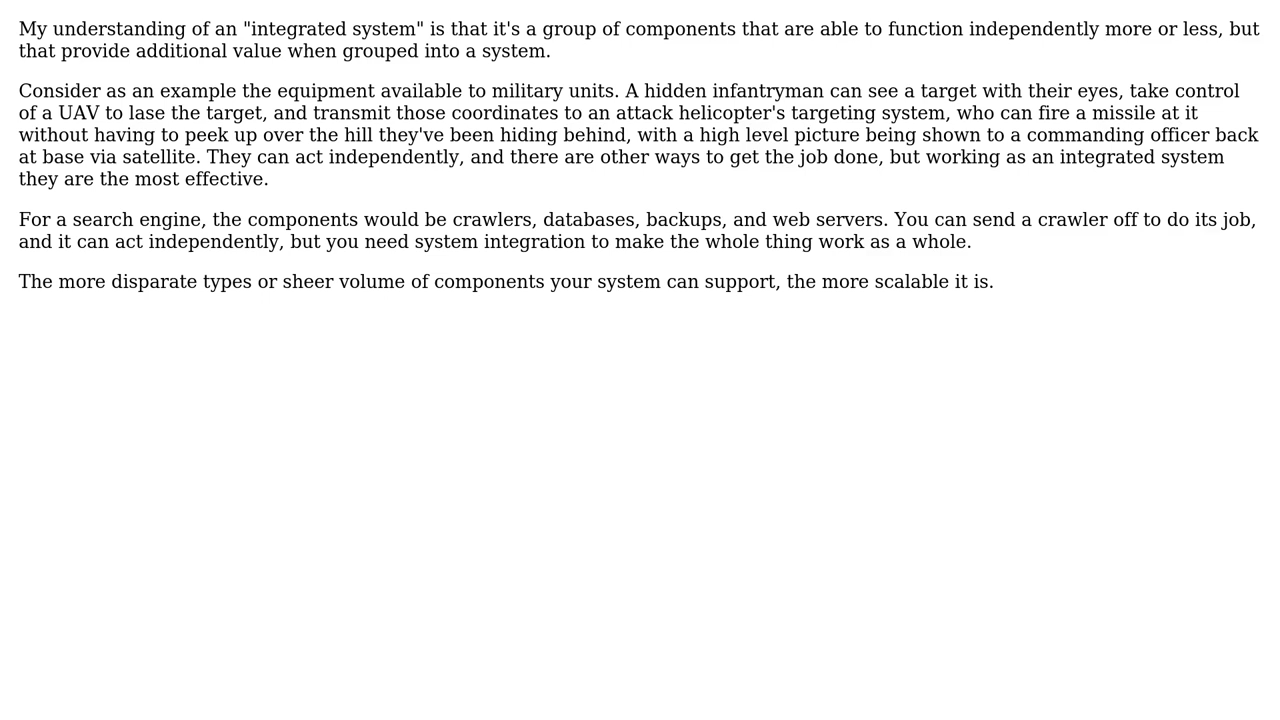 My understanding of an "integrated system" is that it's a group of components that are able to function independently more or less, but
that provide additional value when grouped into a system.
Consider as an example the equipment available to military units. A hidden infantryman can see a target with their eyes, take control
of a UAV to lase the target, and transmit those coordinates to an attack helicopter's targeting system, who can fire a missile at it
without having to peek up over the hill they've been hiding behind, with a high level picture being shown to a commanding officer back
at base via satellite. They can act independently, and there are other ways to get the job done, but working as an integrated system
they are the most effective.
For a search engine, the components would be crawlers, databases, backups, and web servers. You can send a crawler off to do its job,
and it can act independently, but you need system integration to make the whole thing work as a whole.
The more disparate types or sheer volume of components your system can support, the more scalable it is.